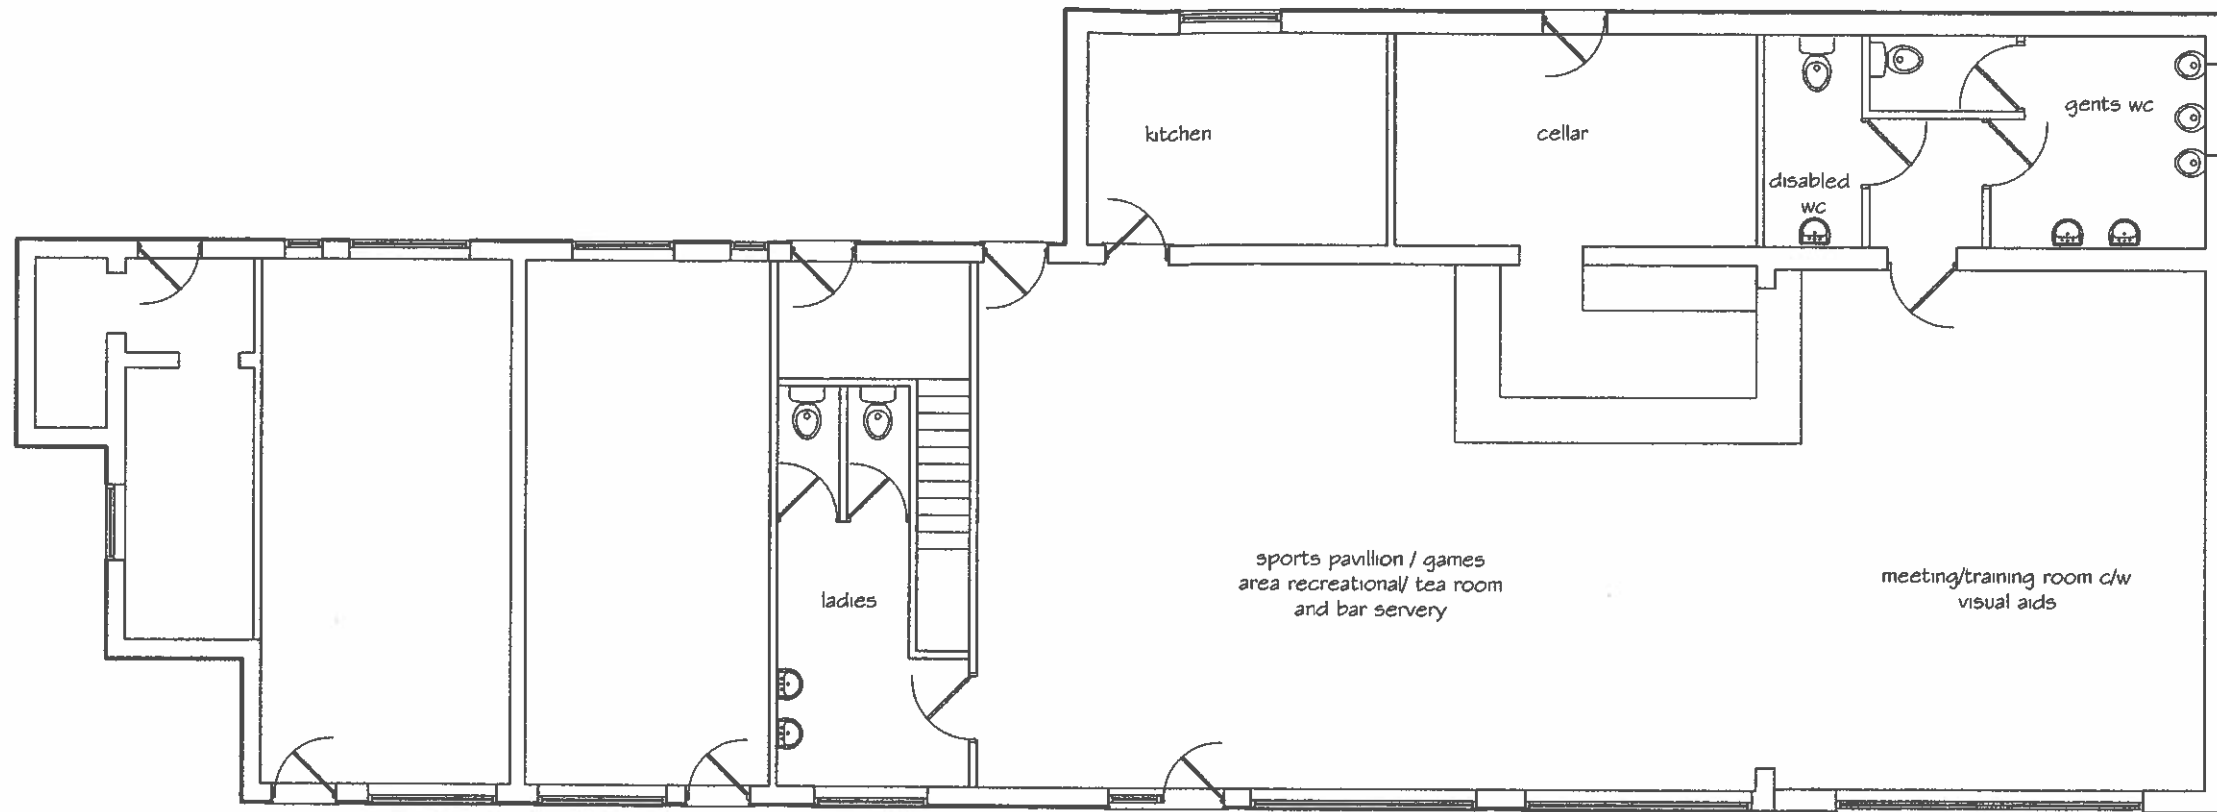 kitchen
cellar
gents wc
disabled
wc
ladies
sports pavillion / games
area recreational/ tea room
and bar servery
meeting/training room c/w
visual aids